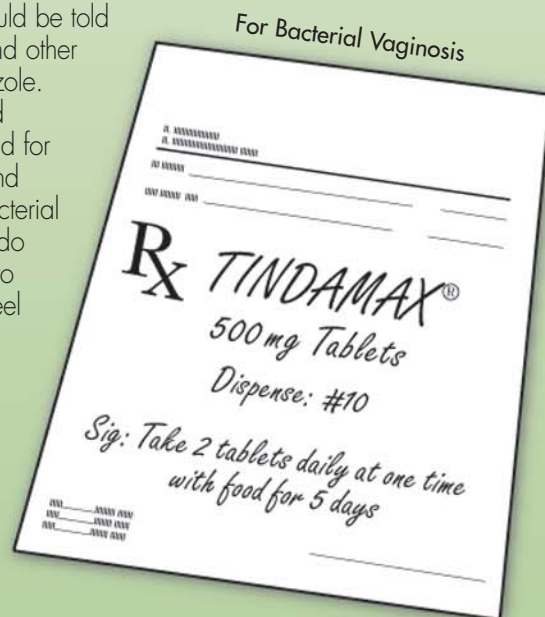 uld be told
nd other
zole.
d
d for
nd
cterial
do
to
eel
For Bacterial Vaginosis
Rx TINDAMAX®
500 mg Tablets
Dispense: #10
Sig: Take 2 tablets daily at one time
with food for 5 days